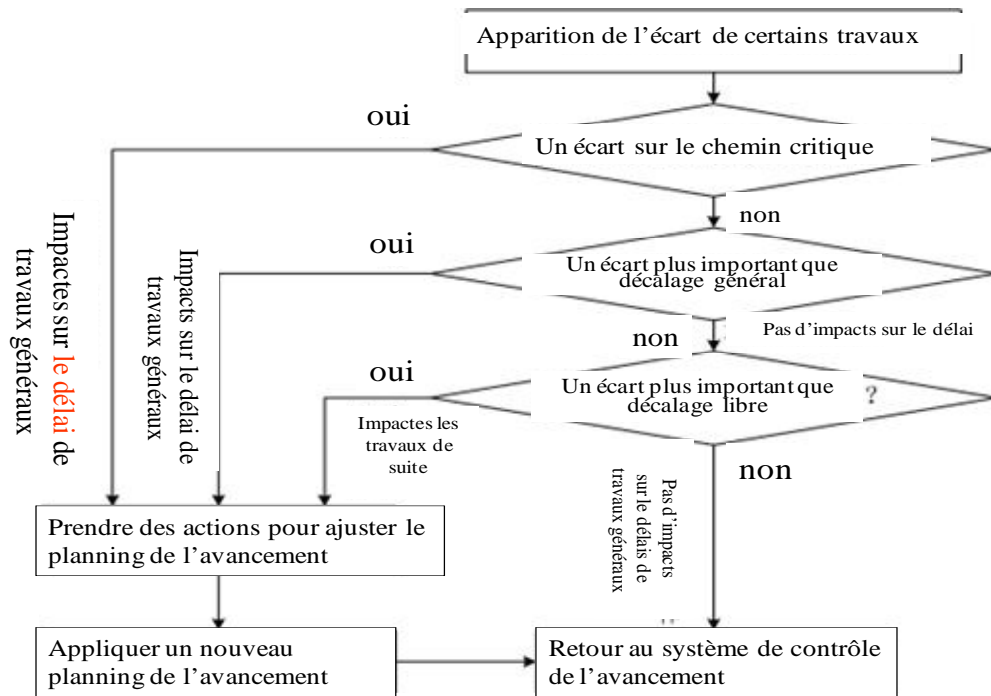 Apparition de l'écart de certains travaux
oui
Un écart sur le chemin critique
non
oui
Un écart plus important que
décalage général
Impactes sur le délai de
travaux généraux
Impacts sur le délai de
travaux généraux
Pas d'impacts sur le délai
non
oui
Un écart plus important que
décalage libre
?
Impactes les
travaux de
suite
non
Pas d'impacts
sur le délais de
travaux généraux
Prendre des actions pour ajuster le
planning de l'avancement
Appliquer un nouveau
planning de l'avancement
Retour au système de contrôle
de l'avancement